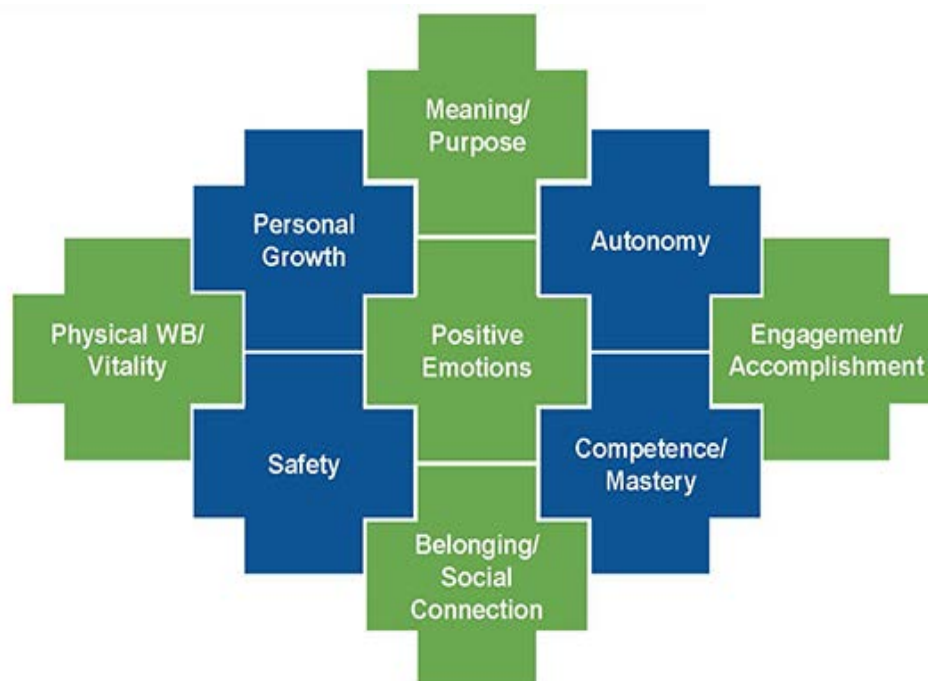 Meaning/
Purpose
Personal
Growth
Autonomy
Physical WB/
Vitality
Positive
Emotions
Engagement/
Accomplishment
Safety
Competence/
Mastery
Belonging/
Social
Connection